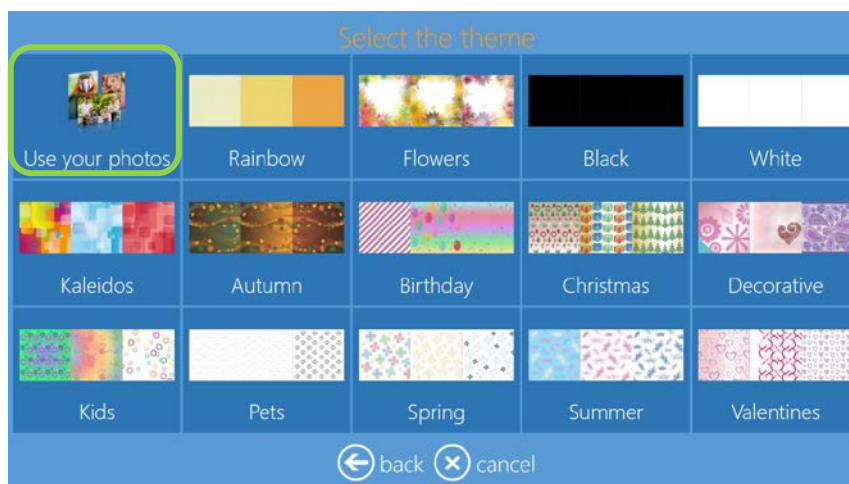 Select the theme
Use your photos
Rainbow
Flowers
Black
White
Kaleidos
Autumn
Birthday
Christmas
Decorative
Kids
Pets
Spring
Summer
Valentines
back
cancel